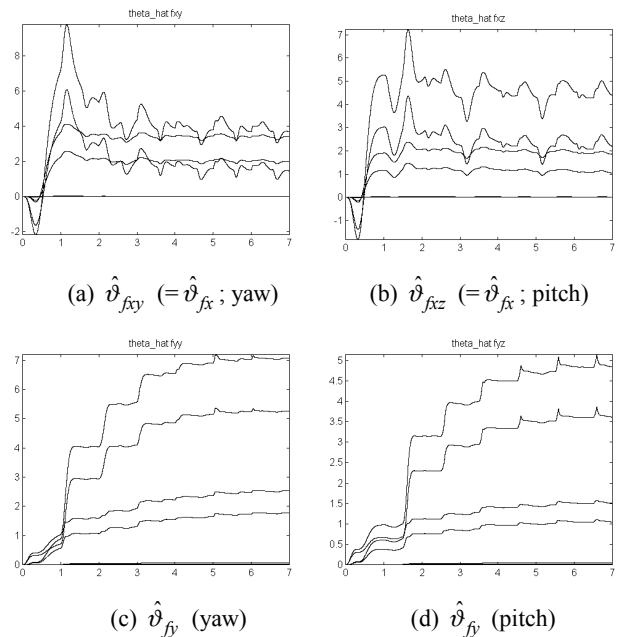 theta_hat fxy
8
6
4
2
0
-2
0 1 2 3 4 5 6 7
(a) ϑ̂fxy (= ϑ̂fx ; yaw)
theta_hat fxz
7
6
5
4
3
2
1
0
-1
0 1 2 3 4 5 6 7
(b) ϑ̂fxz (= ϑ̂fx ; pitch)
theta_hat fyy
7
6
5
4
3
2
1
0
0 1 2 3 4 5 6 7
(c) ϑ̂fy (yaw)
theta_hat fyz
5
4.5
4
3.5
3
2.5
2
1.5
1
0.5
0
0 1 2 3 4 5 6 7
(d) ϑ̂fy (pitch)